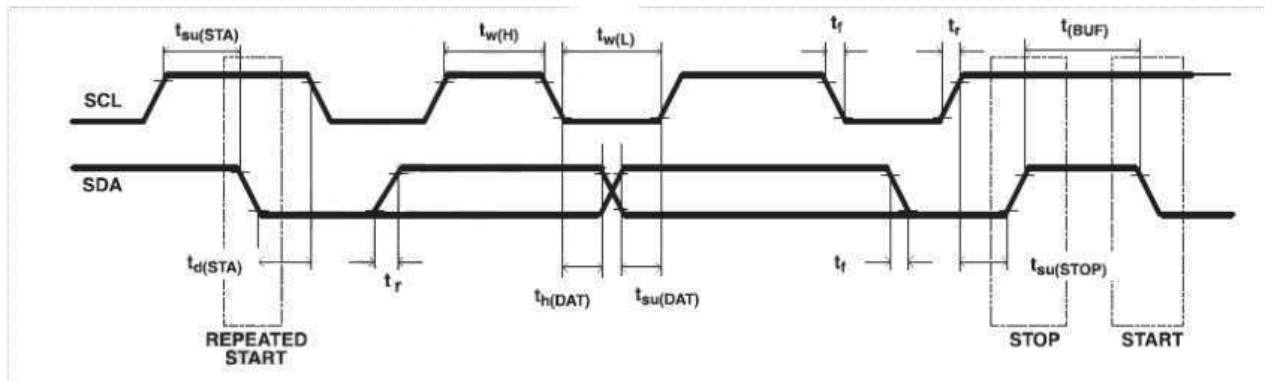 tsu(STA)
tw(H)
tw(L)
tf
tr
t(BUF)
SCL
SDA
td(STA)
tr
th(DAT)
tsu(DAT)
tf
tsu(STOP)
REPEATED
START
STOP
START